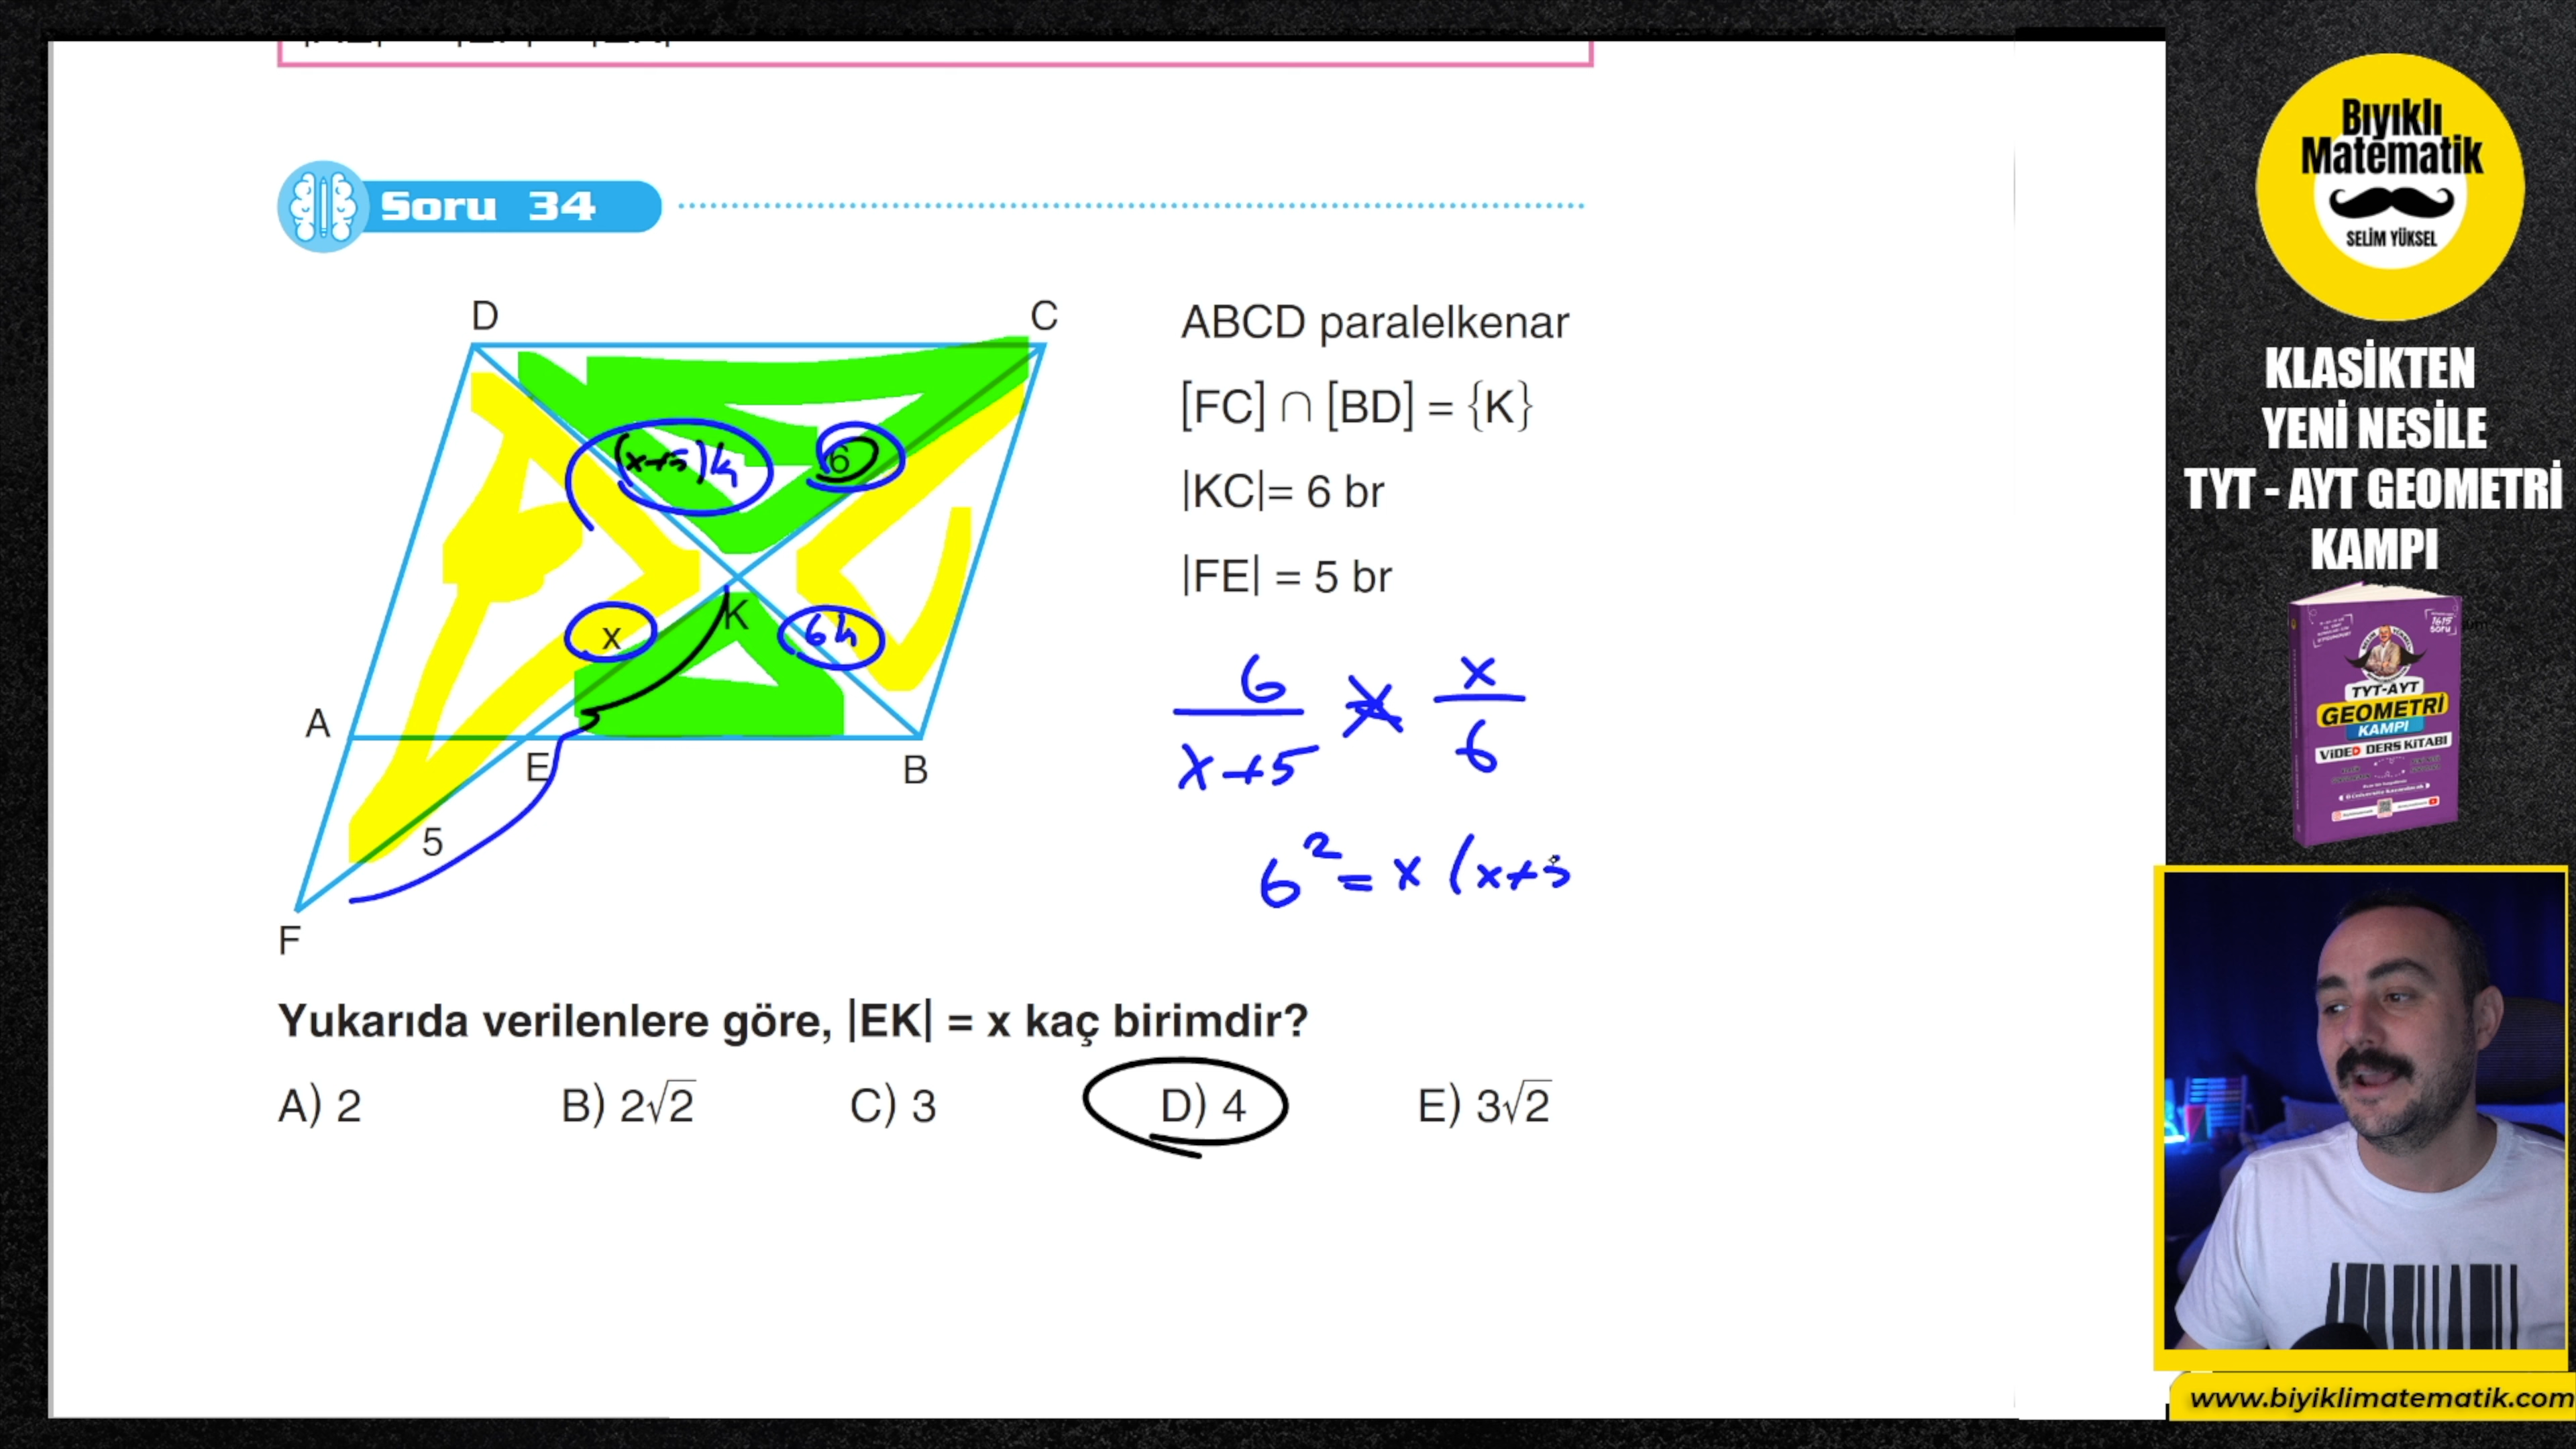 Soru 34
D
C
(x+5)k
6
K
x
6k
A
E
B
5
F
ABCD paralelkenar
[FC] ∩ [BD] = {K}
|KC|= 6 br
|FE| = 5 br
6/x+5 x/6
6² = x (x+5
Yukarıda verilenlere göre, |EK| = x kaç birimdir?
A) 2 B) 2√2 C) 3 D) 4 E) 3√2
Bıyıklı
Matematik
SELİM YÜKSEL
KLASİKTEN
YENİ NESİLE
TYT - AYT GEOMETRİ
KAMPI
TYT-AYT
GEOMETRİ
KAMPI
VİDEO DERS KİTABI
www.biyiklimatematik.com